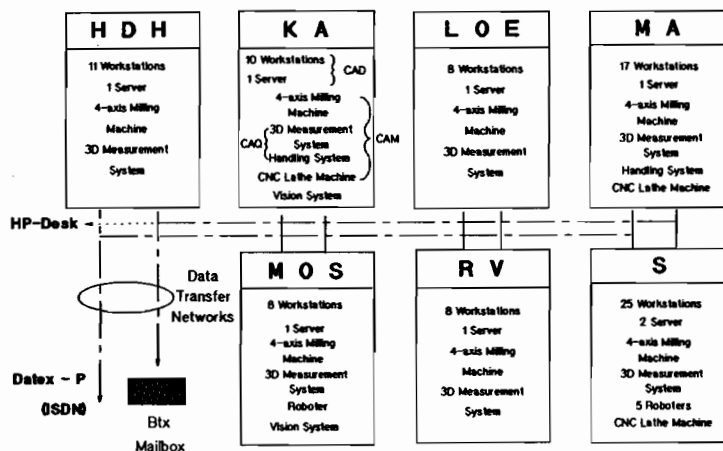 H D H
11 Workstations
1 Server
4-axis Milling
Machine
3D Measurement
System
K A
10 Workstations
1 Server
CAD
4-axis Milling
Machine
3D Measurement
System
CAQ
Handling System
CAM
CNC Lathe Machine
Vision System
L O E
8 Workstations
1 Server
4-axis Milling
Machine
3D Measurement
System
M A
17 Workstations
1 Server
4-axis Milling
Machine
3D Measurement
System
Handling System
CNC Lathe Machine
HP-Desk
Data
Transfer
Networks
Datex - P
(ISDN)
Btx
Mailbox
M O S
8 Workstations
1 Server
4-axis Milling
Machine
3D Measurement
System
Roboter
Vision System
R V
8 Workstations
1 Server
4-axis Milling
Machine
3D Measurement
System
S
25 Workstations
2 Server
4-axis Milling
Machine
3D Measurement
System
5 Roboters
CNC Lathe Machine